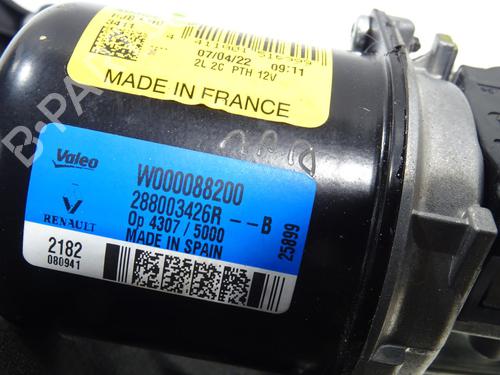 07/04/22 09:11
2L 2C PTH 12V
MADE IN FRANCE
Valeo
W000088200
288003426R--B
RENAULT
Op 4307/5000
MADE IN SPAIN
25899
2182
080941
B-PA